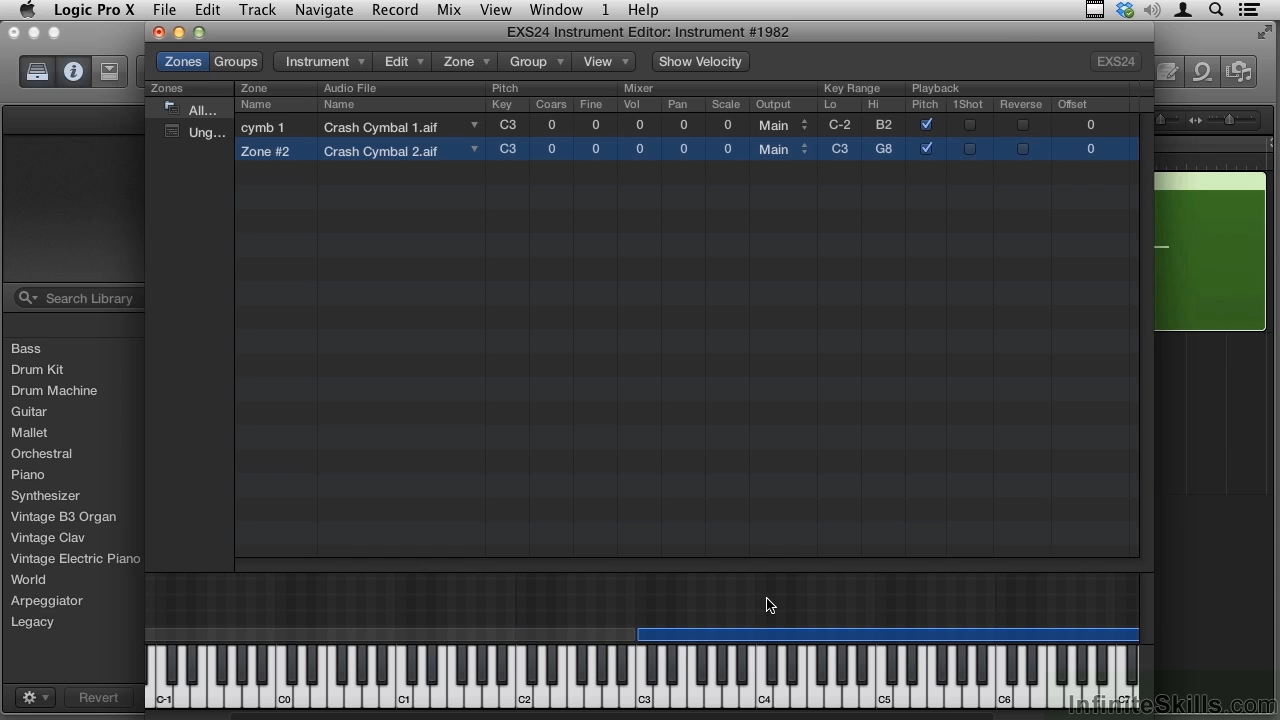 Logic Pro X File Edit Track Navigate Record Mix View Window 1 Help
EXS24 Instrument Editor: Instrument #1982
Zones Groups Instrument Edit Zone Group View Show Velocity EXS24
Zones Zone Audio File Pitch Mixer Key Range Playback
Name Name Key Coars Fine Vol Pan Scale Output Lo Hi Pitch 1Shot Reverse Offset
All...
cymb 1 Crash Cymbal 1.aif C3 0 0 0 0 0 Main C-2 B2 0
Ung...
Zone #2 Crash Cymbal 2.aif C3 0 0 0 0 0 Main C3 G8 0
Search Library
Bass
Drum Kit
Drum Machine
Guitar
Mallet
Orchestral
Piano
Synthesizer
Vintage B3 Organ
Vintage Clav
Vintage Electric Piano
World
Arpeggiator
Legacy
Revert
C-1 C0 C1 C2 C3 C4 C5 C6 C7
InfiniteSkills.com